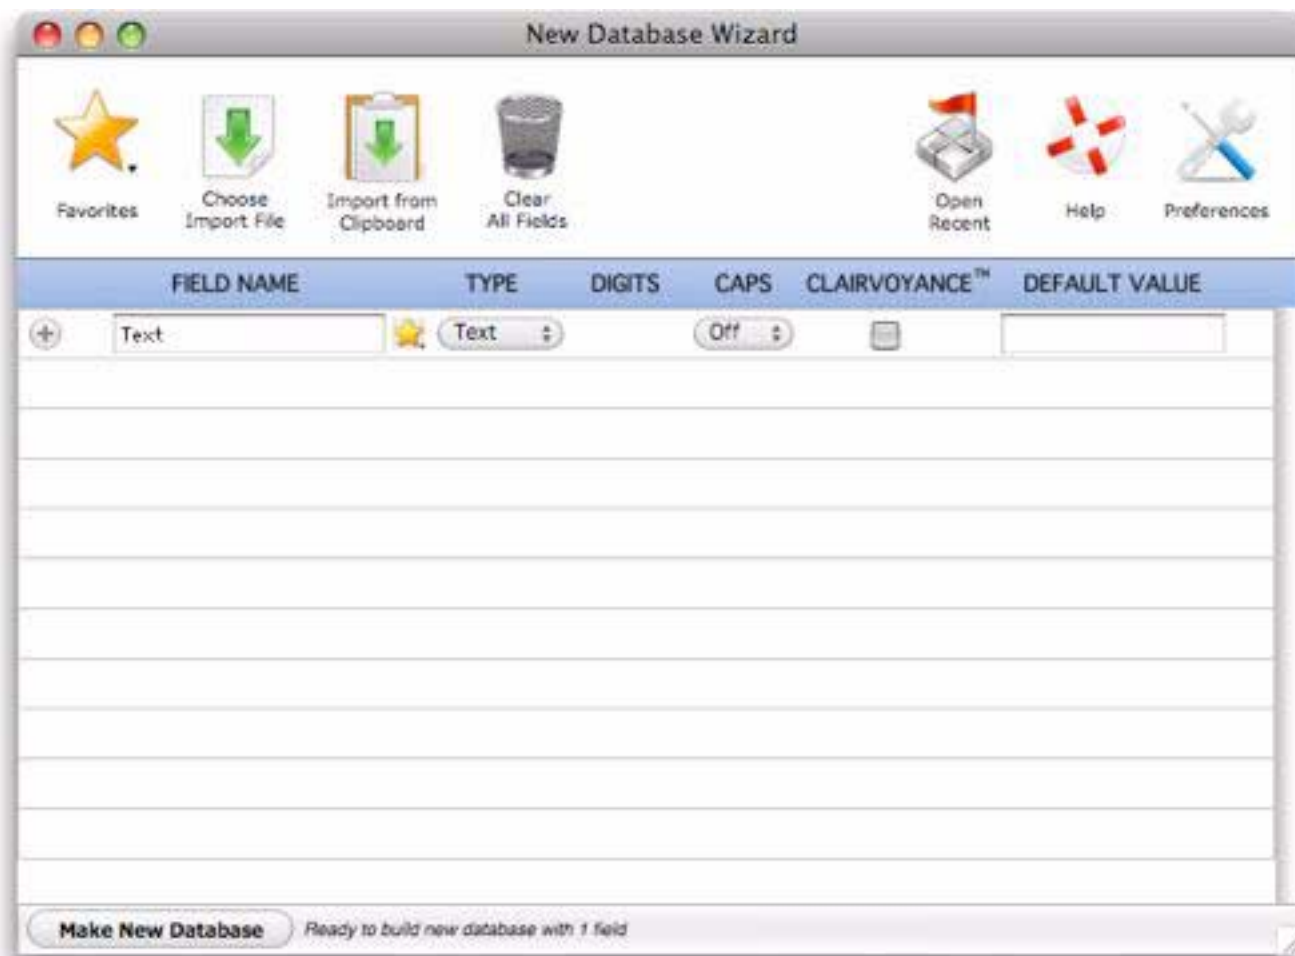 New Database Wizard
Favorites
Choose
Import File
Import from
Clipboard
Clear
All Fields
Open
Recent
Help
Preferences
FIELD NAME TYPE DIGITS CAPS CLAIRVOYANCE™ DEFAULT VALUE
Text Text Off
Make New Database Ready to build new database with 1 field